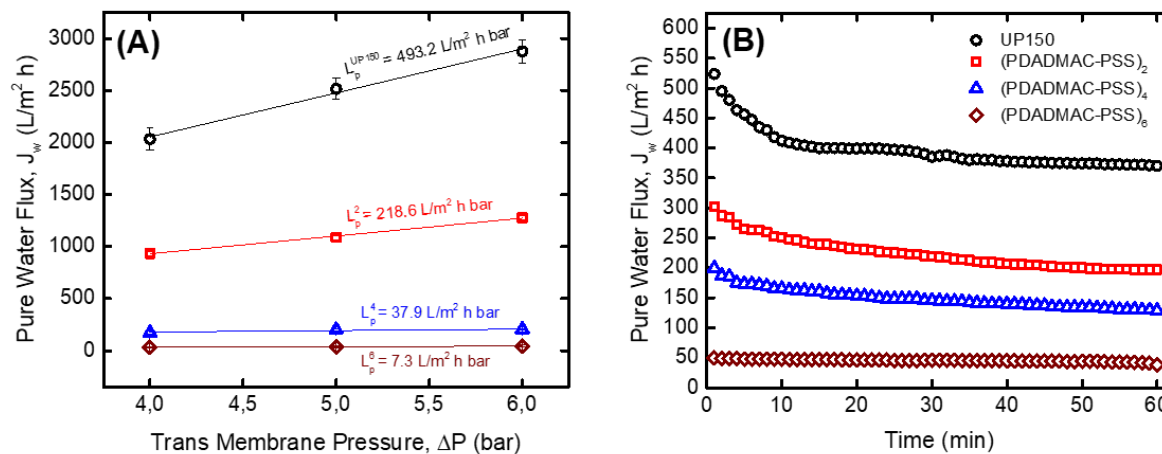 (A)
Pure Water Flux, J_w (L/m² h)
3000
2500
2000
1500
1000
500
0
L_p^UP150 = 493.2 L/m² h bar
L_p^2 = 218.6 L/m² h bar
L_p^4 = 37.9 L/m² h bar
L_p^6 = 7.3 L/m² h bar
4,0 4,5 5,0 5,5 6,0
Trans Membrane Pressure, ΔP (bar)
(B)
Pure Water Flux, J_w (L/m² h)
600
550
500
450
400
350
300
250
200
150
100
50
0
UP150
(PDADMAC-PSS)₂
(PDADMAC-PSS)₄
(PDADMAC-PSS)₆
0 10 20 30 40 50 60
Time (min)